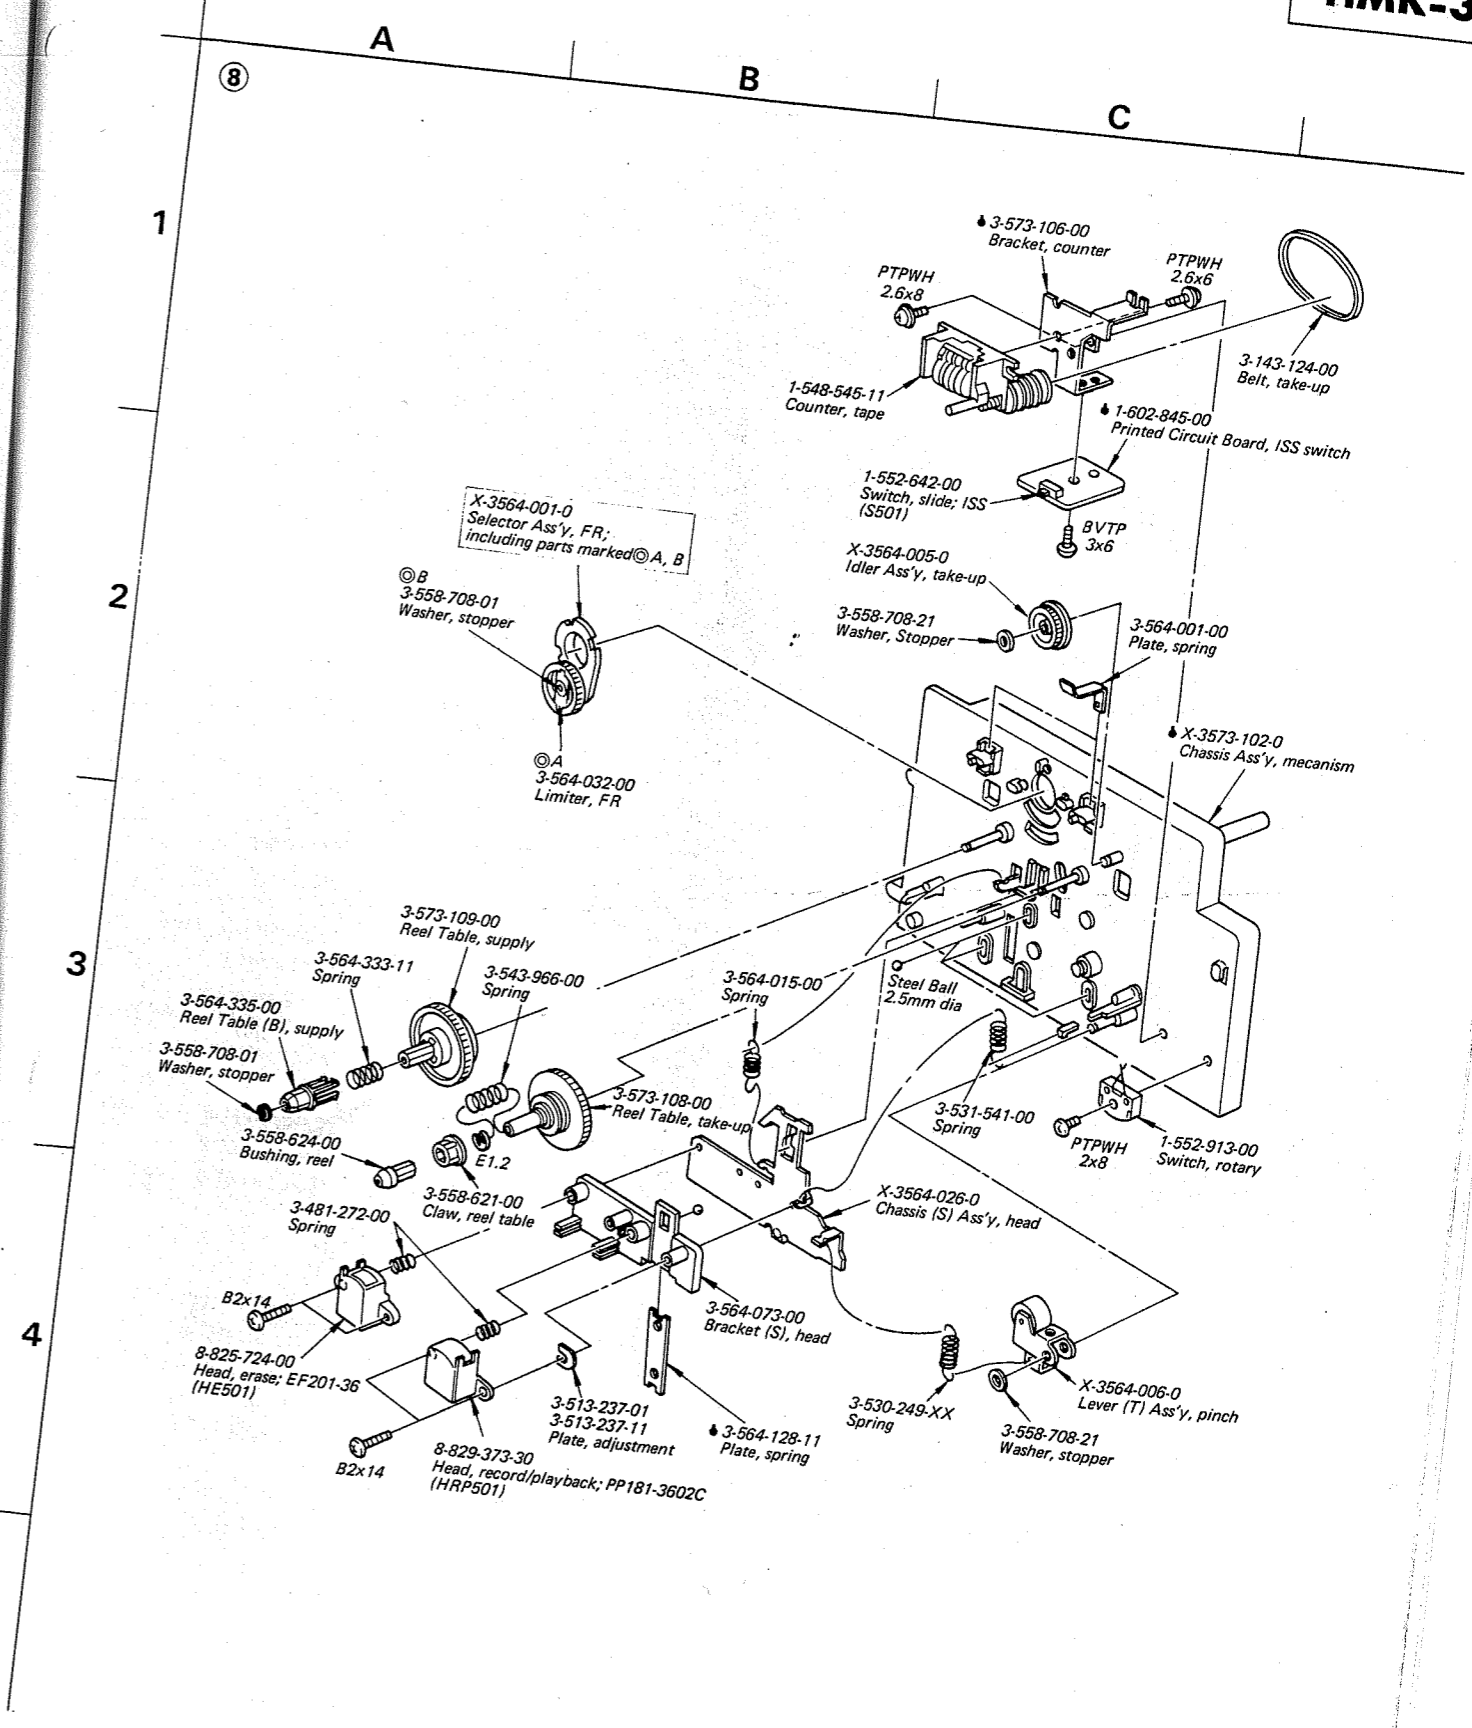 HMK-3
A
B
C
⑧
1
2
3
4
3-573-106-00
Bracket, counter
PTPWH
2.6x8
PTPWH
2.6x6
3-143-124-00
Belt, take-up
1-548-545-11
Counter, tape
1-602-845-00
Printed Circuit Board, ISS switch
1-552-642-00
Switch, slide; ISS
(S501)
BVTP
3x6
X-3564-001-0
Selector Ass'y, FR;
including parts marked◎A, B
◎B
3-558-708-01
Washer, stopper
◎A
3-564-032-00
Limiter, FR
X-3564-005-0
Idler Ass'y, take-up
3-558-708-21
Washer, Stopper
3-564-001-00
Plate, spring
X-3573-102-0
Chassis Ass'y, mecanism
3-573-109-00
Reel Table, supply
3-564-333-11
Spring
3-543-966-00
Spring
3-564-335-00
Reel Table (B), supply
3-558-708-01
Washer, stopper
3-564-015-00
Spring
Steel Ball
2.5mm dia
3-573-108-00
Reel Table, take-up
3-558-624-00
Bushing, reel
E1.2
3-558-621-00
Claw, reel table
3-531-541-00
Spring
PTPWH
2x8
1-552-913-00
Switch, rotary
3-481-272-00
Spring
X-3564-026-0
Chassis (S) Ass'y, head
B2x14
8-825-724-00
Head, erase; EF201-36
(HE501)
3-564-073-00
Bracket (S), head
B2x14
8-829-373-30
Head, record/playback; PP181-3602C
(HRP501)
3-513-237-01
3-513-237-11
Plate, adjustment
3-564-128-11
Plate, spring
3-530-249-XX
Spring
X-3564-006-0
Lever (T) Ass'y, pinch
3-558-708-21
Washer, stopper